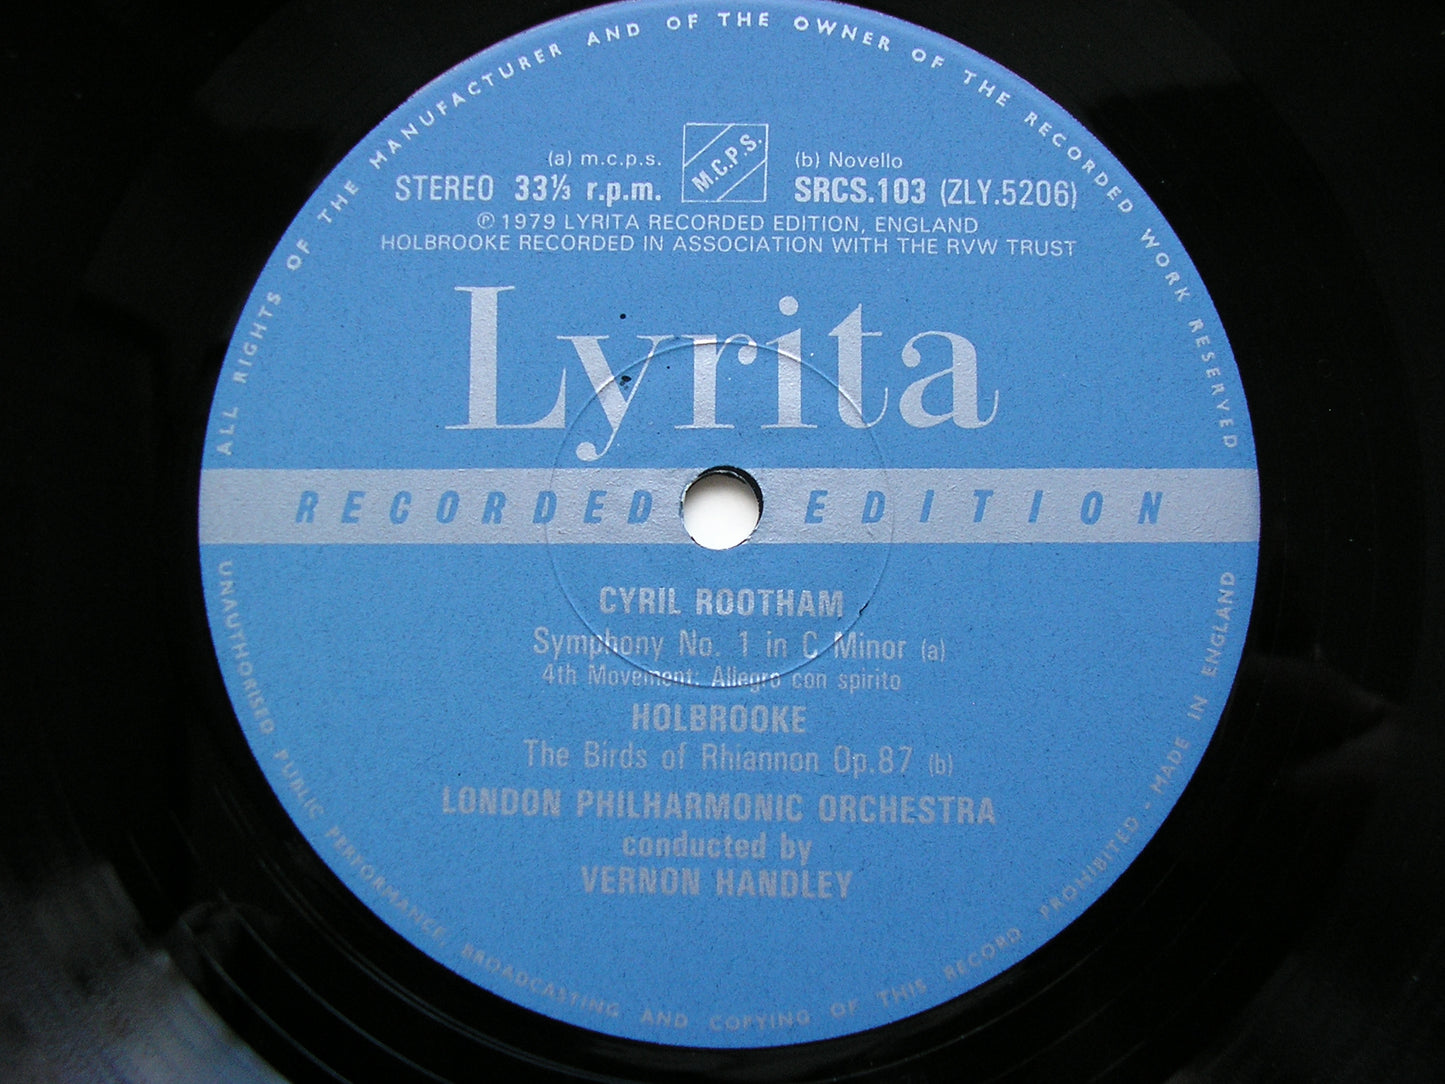 ALL RIGHTS OF THE MANUFACTURER AND OF THE OWNER OF THE RECORDED WORK RESERVED
(a) m.c.p.s. M.C.P.S. (b) Novello
STEREO 33⅓ r.p.m. SRCS.103 (ZLY.5206)
℗ 1979 LYRITA RECORDED EDITION, ENGLAND
HOLBROOKE RECORDED IN ASSOCIATION WITH THE RVW TRUST
Lyrita
RECORDED EDITION
CYRIL ROOTHAM
Symphony No. 1 in C Minor (a)
4th Movement: Allegro con spirito
HOLBROOKE
The Birds of Rhiannon Op.87 (b)
LONDON PHILHARMONIC ORCHESTRA
conducted by
VERNON HANDLEY
UNAUTHORISED PUBLIC PERFORMANCE, BROADCASTING AND COPYING OF THIS RECORD PROHIBITED - MADE IN ENGLAND